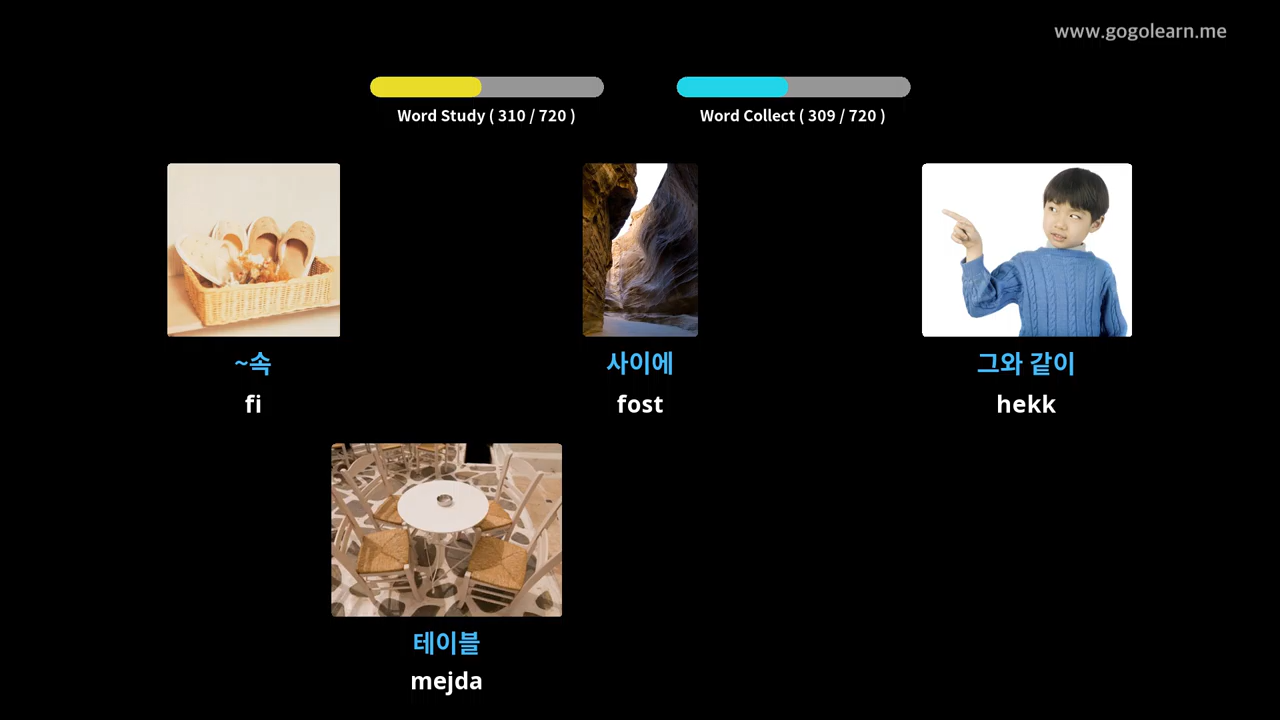 www.gogolearn.me
Word Study ( 310 / 720 )
Word Collect ( 309 / 720 )
~속
fi
사이에
fost
그와 같이
hekk
테이블
mejda